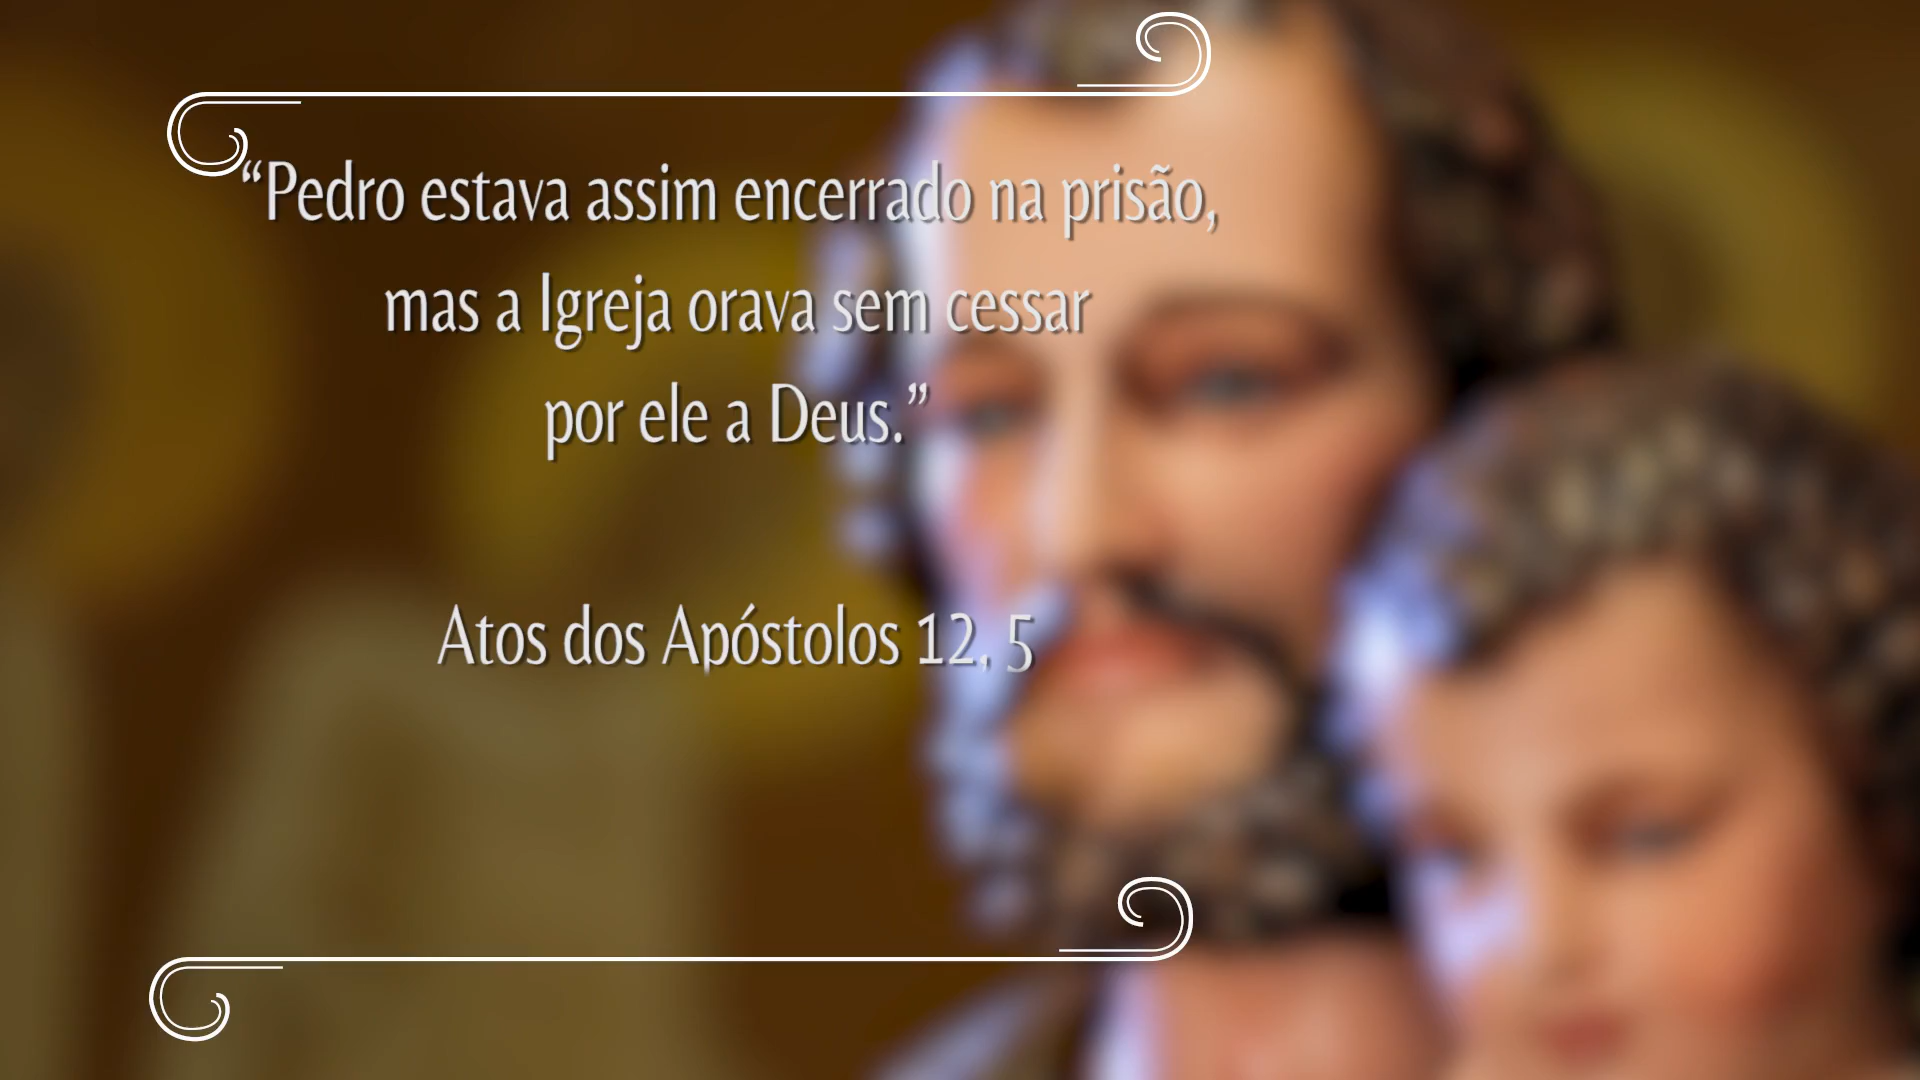 “Pedro estava assim encerrado na prisão,
mas a Igreja orava sem cessar
por ele a Deus.”
Atos dos Apóstolos 12, 5